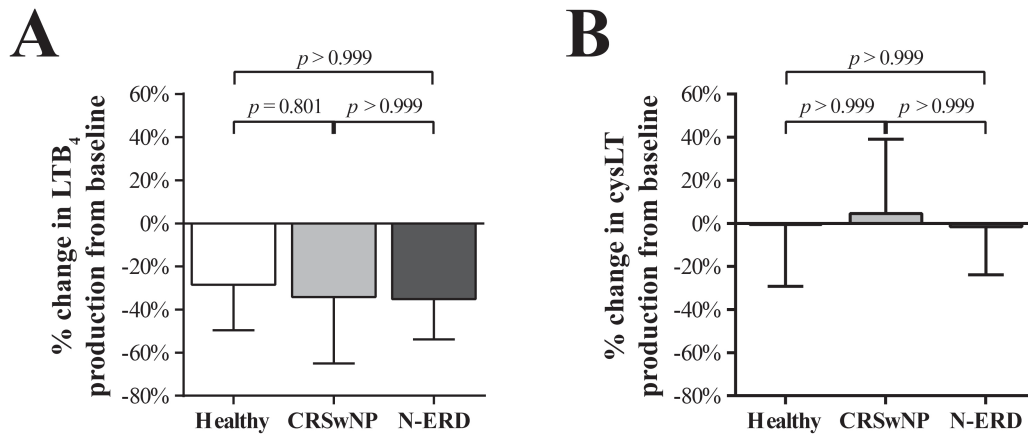 A
p > 0.999
p = 0.801
p > 0.999
% change in LTB4
production from baseline
60%
40%
20%
0%
-20%
-40%
-60%
-80%
Healthy
CRSwNP
N-ERD
B
p > 0.999
p > 0.999
p > 0.999
% change in cysLT
production from baseline
60%
40%
20%
0%
-20%
-40%
-60%
-80%
Healthy
CRSwNP
N-ERD